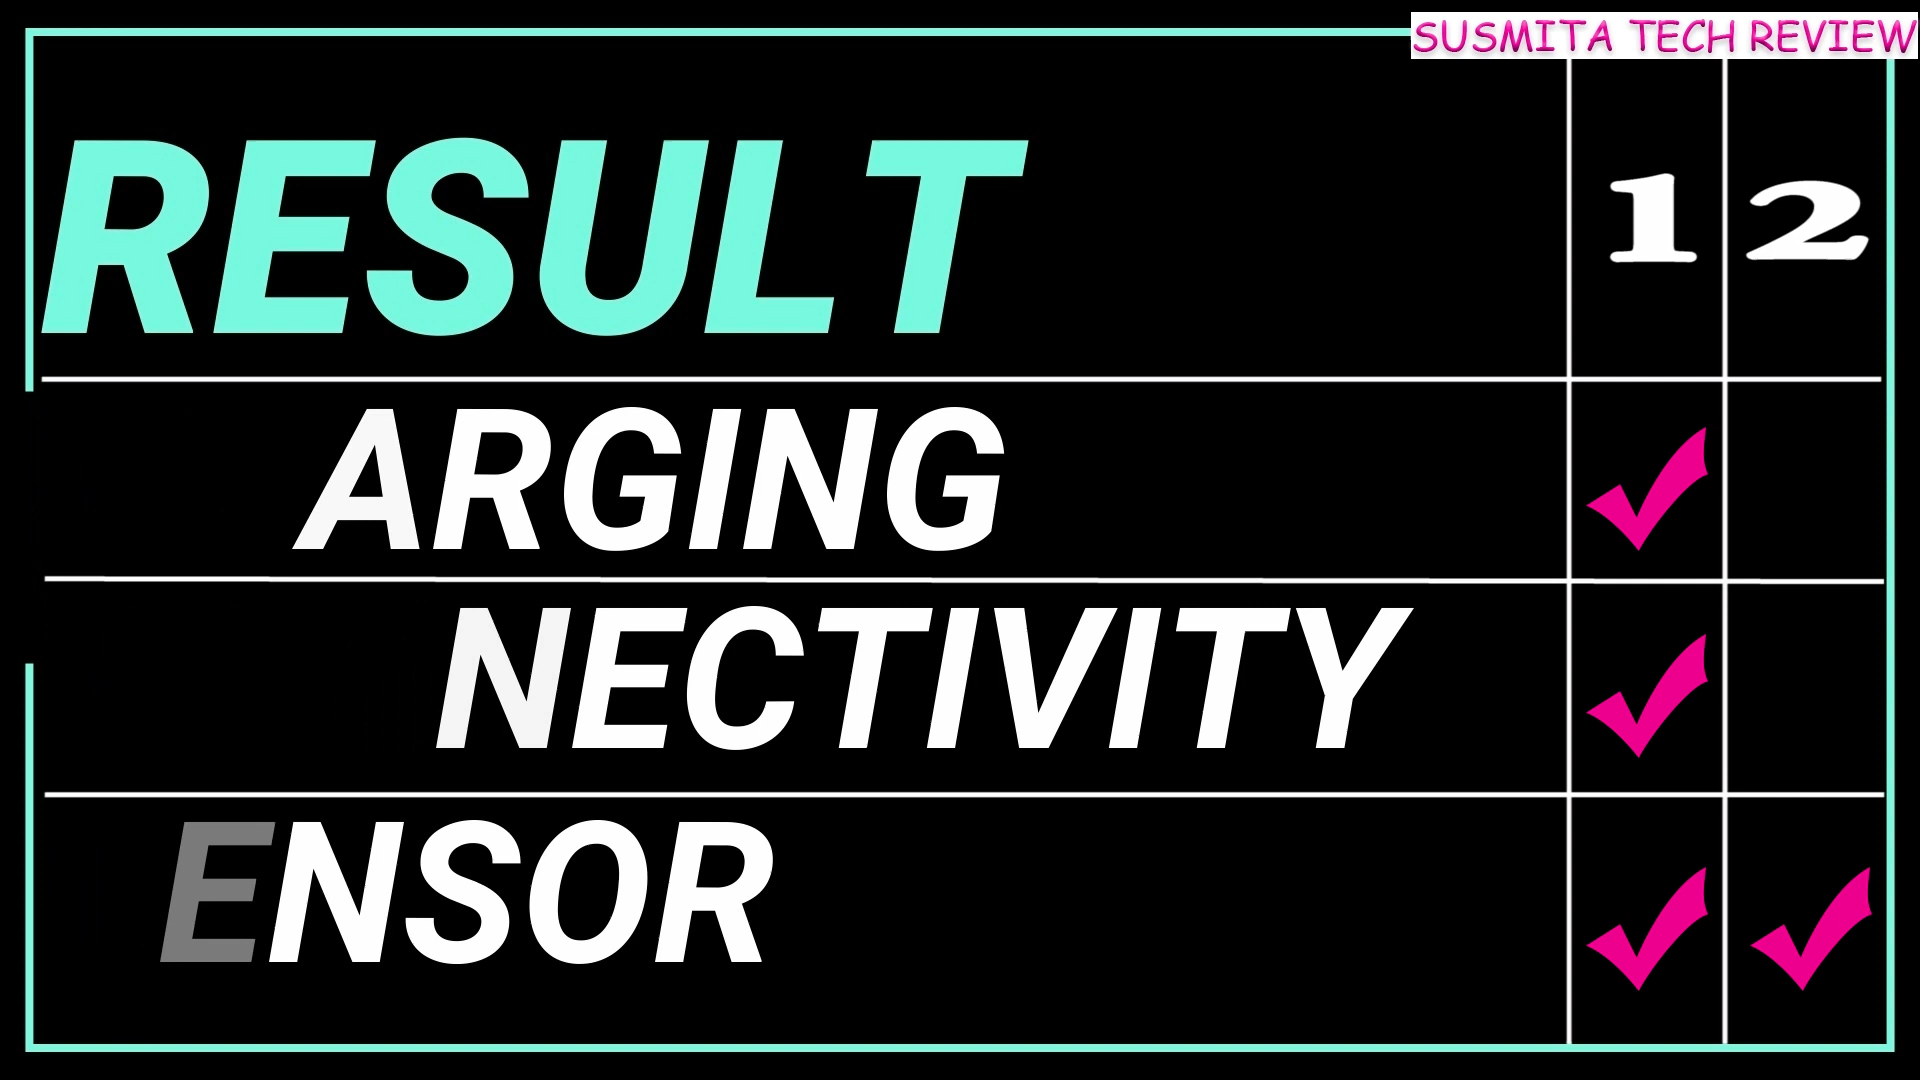 SUSMITA TECH REVIEW
RESULT 1 2
ARGING
NECTIVITY
ENSOR